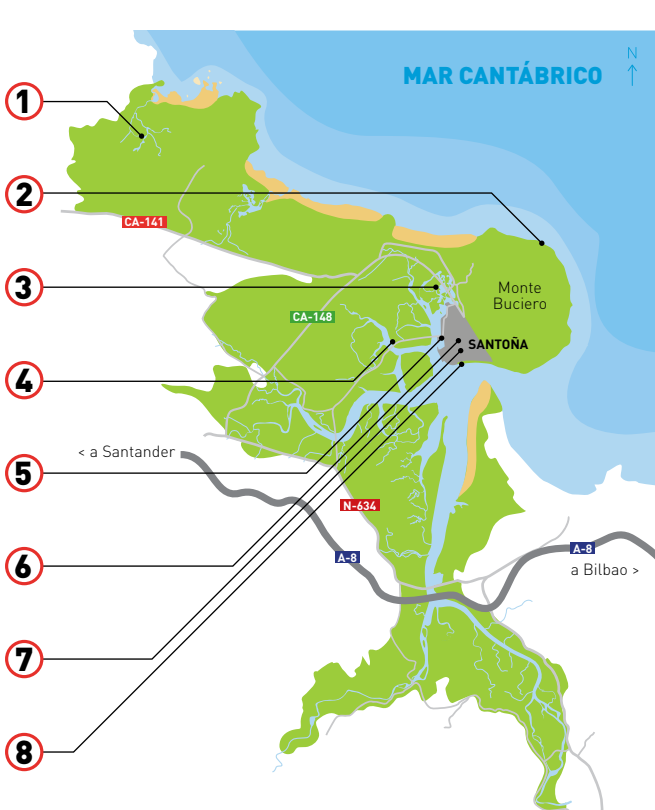 MAR CANTÁBRICO
N
1
2
CA-141
3
Monte
Buciero
CA-148
SANTOÑA
4
< a Santander
5
N-634
A-8
A-8
6
a Bilbao >
7
8